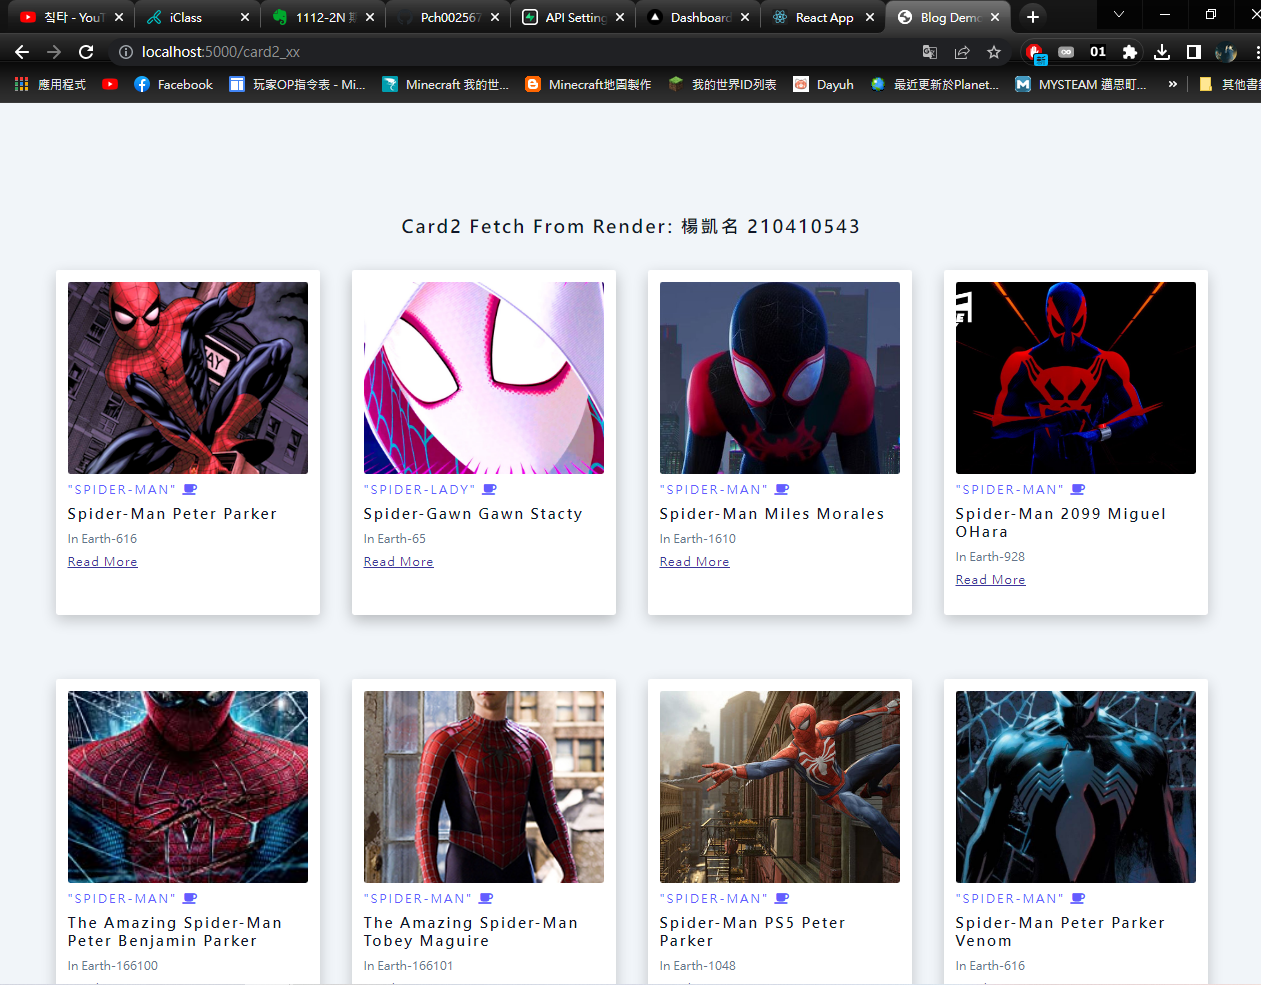 칠타 - YouT
iClass
1112-2N 期
Pch002567
API Setting
Dashboard
React App
Blog Demo
localhost:5000/card2_xx
01
應用程式
Facebook
玩家OP指令表 - Mi...
Minecraft 我的世...
Minecraft地圖製作
我的世界ID列表
Dayuh
最近更新於Planet...
MYSTEAM 邁思町...
»
其他書籤
Card2 Fetch From Render: 楊凱名 210410543
"SPIDER-MAN"
Spider-Man Peter Parker
In Earth-616
Read More
"SPIDER-LADY"
Spider-Gawn Gawn Stacty
In Earth-65
Read More
"SPIDER-MAN"
Spider-Man Miles Morales
In Earth-1610
Read More
"SPIDER-MAN"
Spider-Man 2099 Miguel
OHara
In Earth-928
Read More
"SPIDER-MAN"
The Amazing Spider-Man
Peter Benjamin Parker
In Earth-166100
"SPIDER-MAN"
The Amazing Spider-Man
Tobey Maguire
In Earth-166101
"SPIDER-MAN"
Spider-Man PS5 Peter
Parker
In Earth-1048
"SPIDER-MAN"
Spider-Man Peter Parker
Venom
In Earth-616